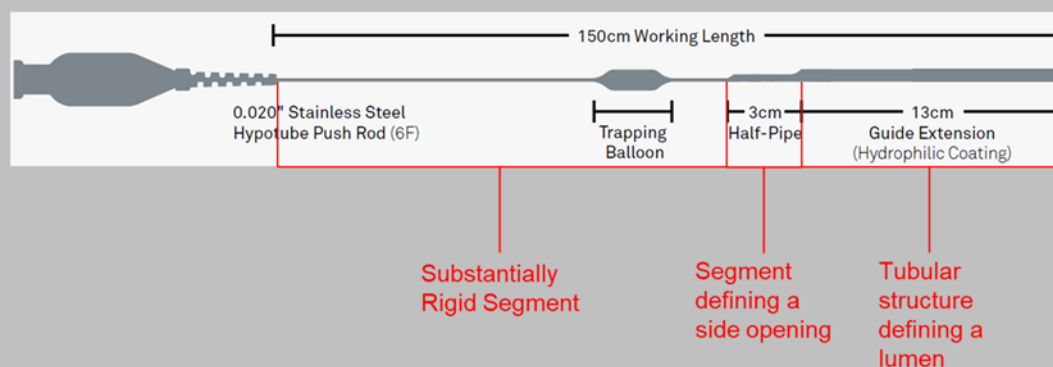 150cm Working Length
0.020" Stainless Steel
Hypotube Push Rod (6F)
Trapping
Balloon
3cm
Half-Pipe
13cm
Guide Extension
(Hydrophilic Coating)
Substantially
Rigid Segment
Segment
defining a
side opening
Tubular
structure
defining a
lumen